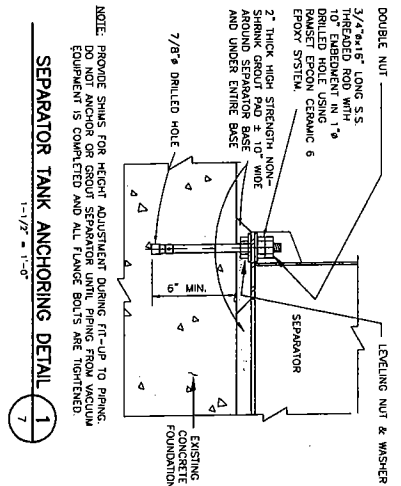 DOUBLE NUT
3/4"øx16" LONG S.S.
THREADED ROD WITH
10" EMBEDMENT IN 1"ø
DRILLED HOLE USING
RAMSET EPCON CERAMIC 6
EPOXY SYSTEM.
2" THICK HIGH STRENGTH NON-
SHRINK GROUT PAD ± 10" WIDE
AROUND SEPARATOR BASE
AND UNDER ENTIRE BASE
7/8"ø DRILLED HOLE
LEVELING NUT & WASHER
SEPARATOR
6" MIN.
EXISTING
CONCRETE
FOUNDATION
NOTE: PROVIDE SHIMS FOR HEIGHT ADJUSTMENT DURING FIT-UP TO PIPING.
DO NOT ANCHOR OR GROUT SEPARATOR UNTIL PIPING FROM VACUUM
EQUIPMENT IS COMPLETED AND ALL FLANGE BOLTS ARE TIGHTENED.
SEPARATOR TANK ANCHORING DETAIL
1-1/2" = 1'-0"
1
7